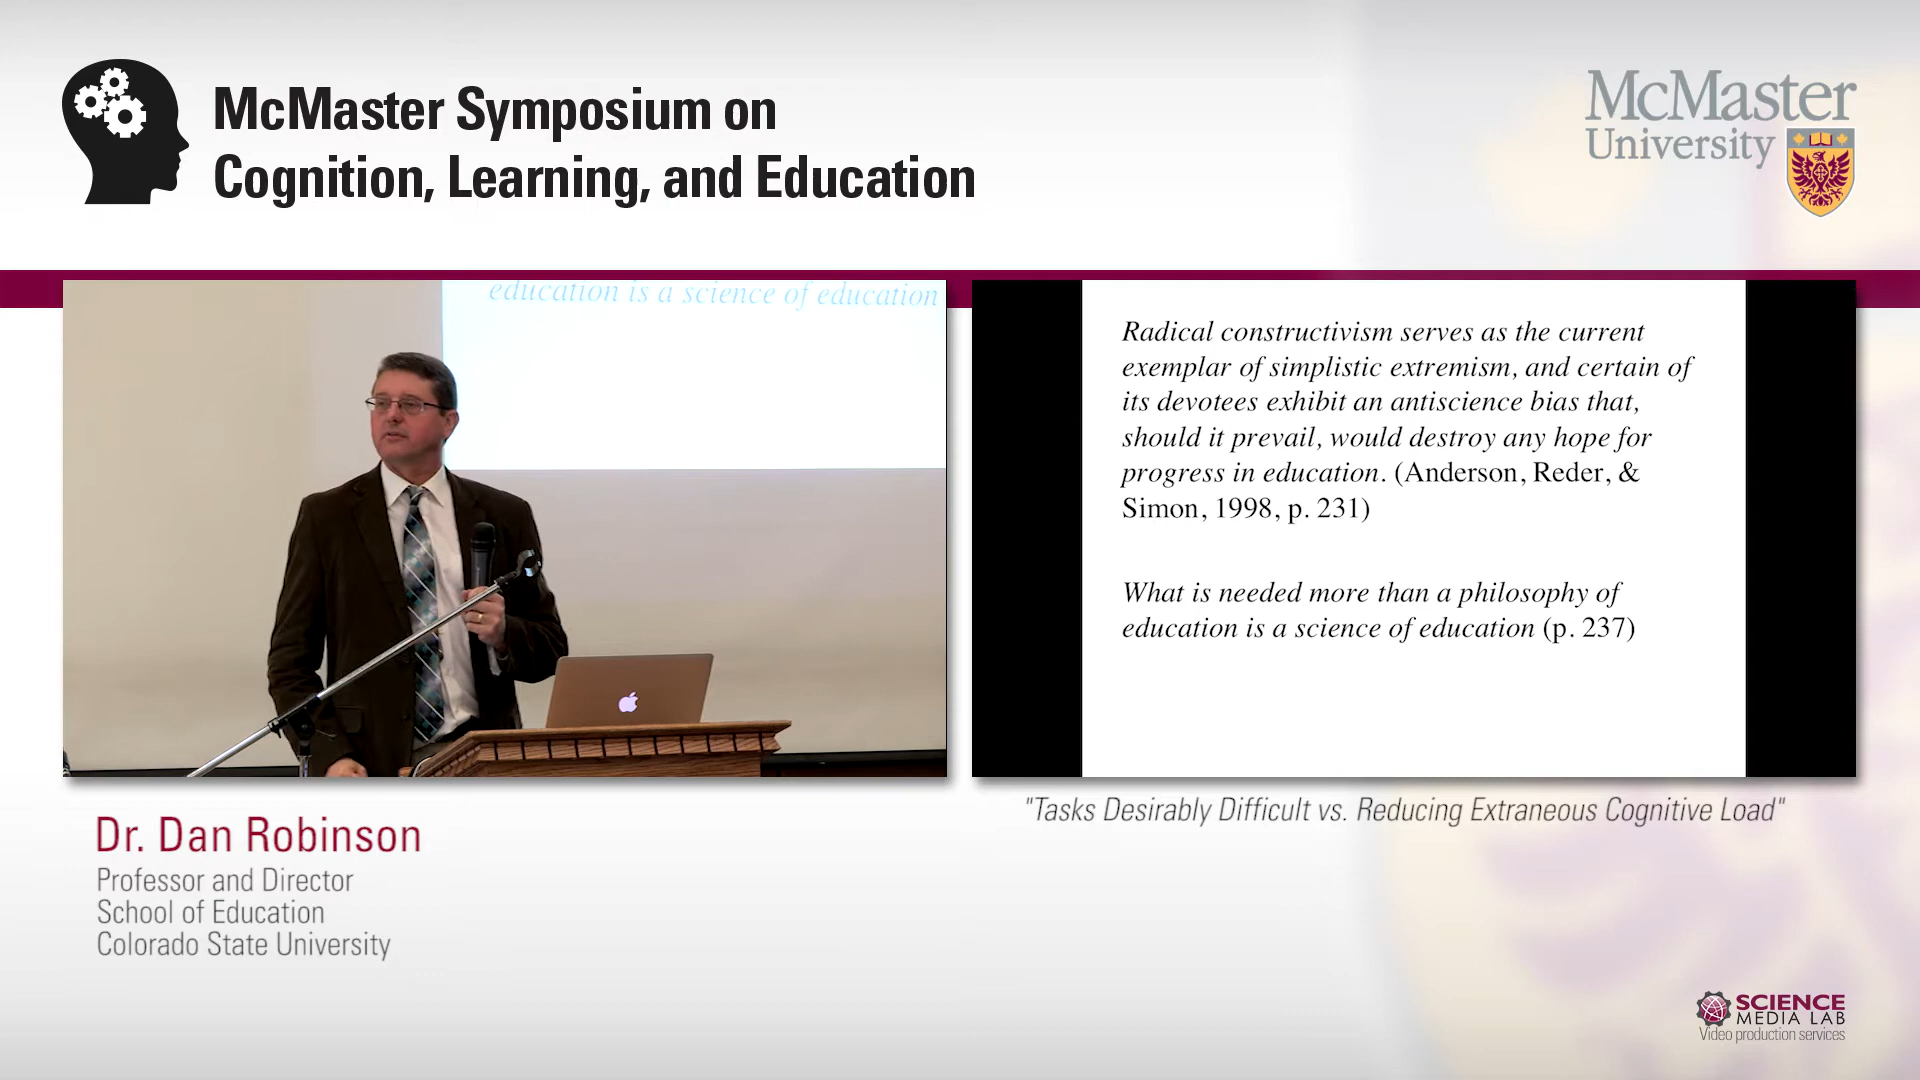 McMaster Symposium on
Cognition, Learning, and Education
McMaster
University
education is a science of education
Radical constructivism serves as the current
exemplar of simplistic extremism, and certain of
its devotees exhibit an antiscience bias that,
should it prevail, would destroy any hope for
progress in education. (Anderson, Reder, &
Simon, 1998, p. 231)
What is needed more than a philosophy of
education is a science of education (p. 237)
"Tasks Desirably Difficult vs. Reducing Extraneous Cognitive Load"
Dr. Dan Robinson
Professor and Director
School of Education
Colorado State University
SCIENCE
MEDIA LAB
Video production services